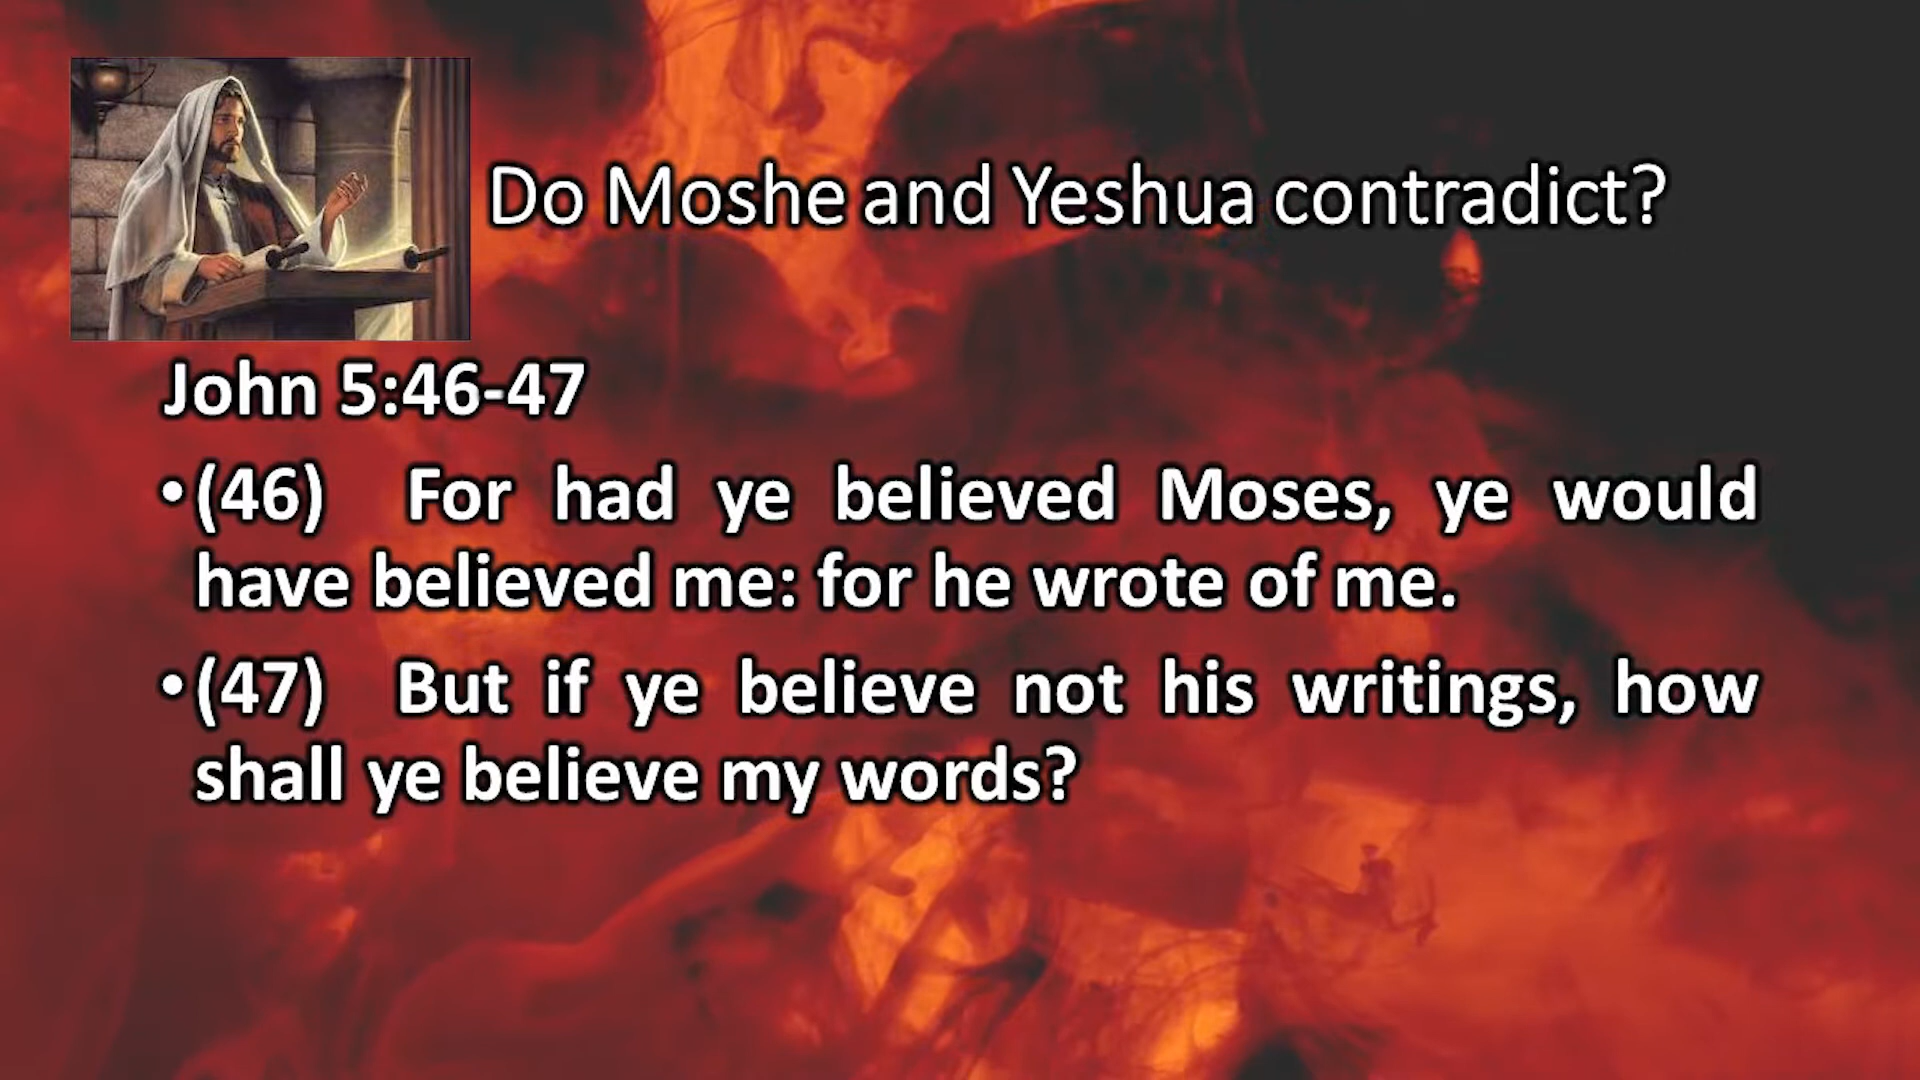 Do Moshe and Yeshua contradict?
John 5:46-47
•(46) For had ye believed Moses, ye would
have believed me: for he wrote of me.
•(47) But if ye believe not his writings, how
shall ye believe my words?